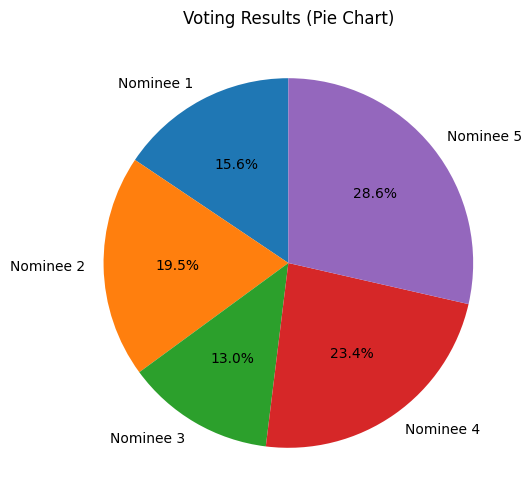 Voting Results (Pie Chart)
Nominee 1
15.6%
Nominee 2
19.5%
Nominee 3
13.0%
Nominee 4
23.4%
Nominee 5
28.6%